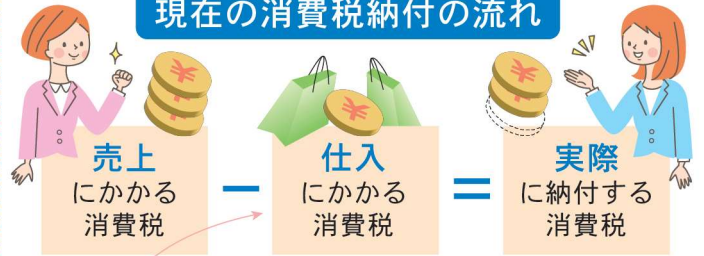 現在の消費税納付の流れ
売上
にかかる
消費税
－
仕入
にかかる
消費税
＝
実際
に納付する
消費税